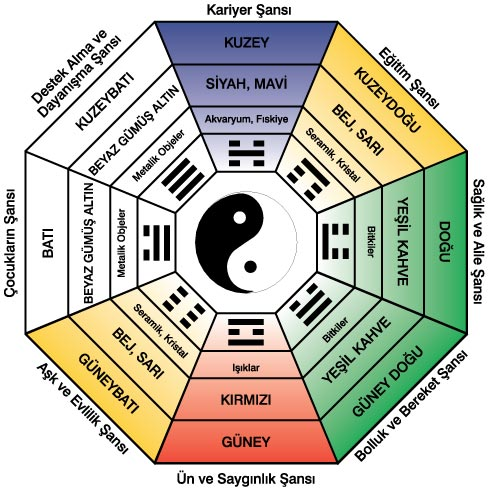 Kariyer Şansı
KUZEY
SİYAH, MAVİ
Akvaryum, Fıskiye
Eğitim Şansı
KUZEYDOĞU
BEJ, SARI
Seramik, Kristal
Sağlık ve Aile Şansı
DOĞU
YEŞİL KAHVE
Bitkiler
Bolluk ve Bereket Şansı
GÜNEY DOĞU
YEŞİL KAHVE
Bitkiler
Işıklar
KIRMIZI
GÜNEY
Ün ve Saygınlık Şansı
Aşk ve Evlilik Şansı
GÜNEYBATI
BEJ, SARI
Seramik, Kristal
Çocukların Şansı
BATI
BEYAZ GÜMÜŞ ALTIN
Metalik Objeler
Destek Alma ve
Dayanışma Şansı
KUZEYBATI
BEYAZ GÜMÜŞ ALTIN
Metalik Objeler